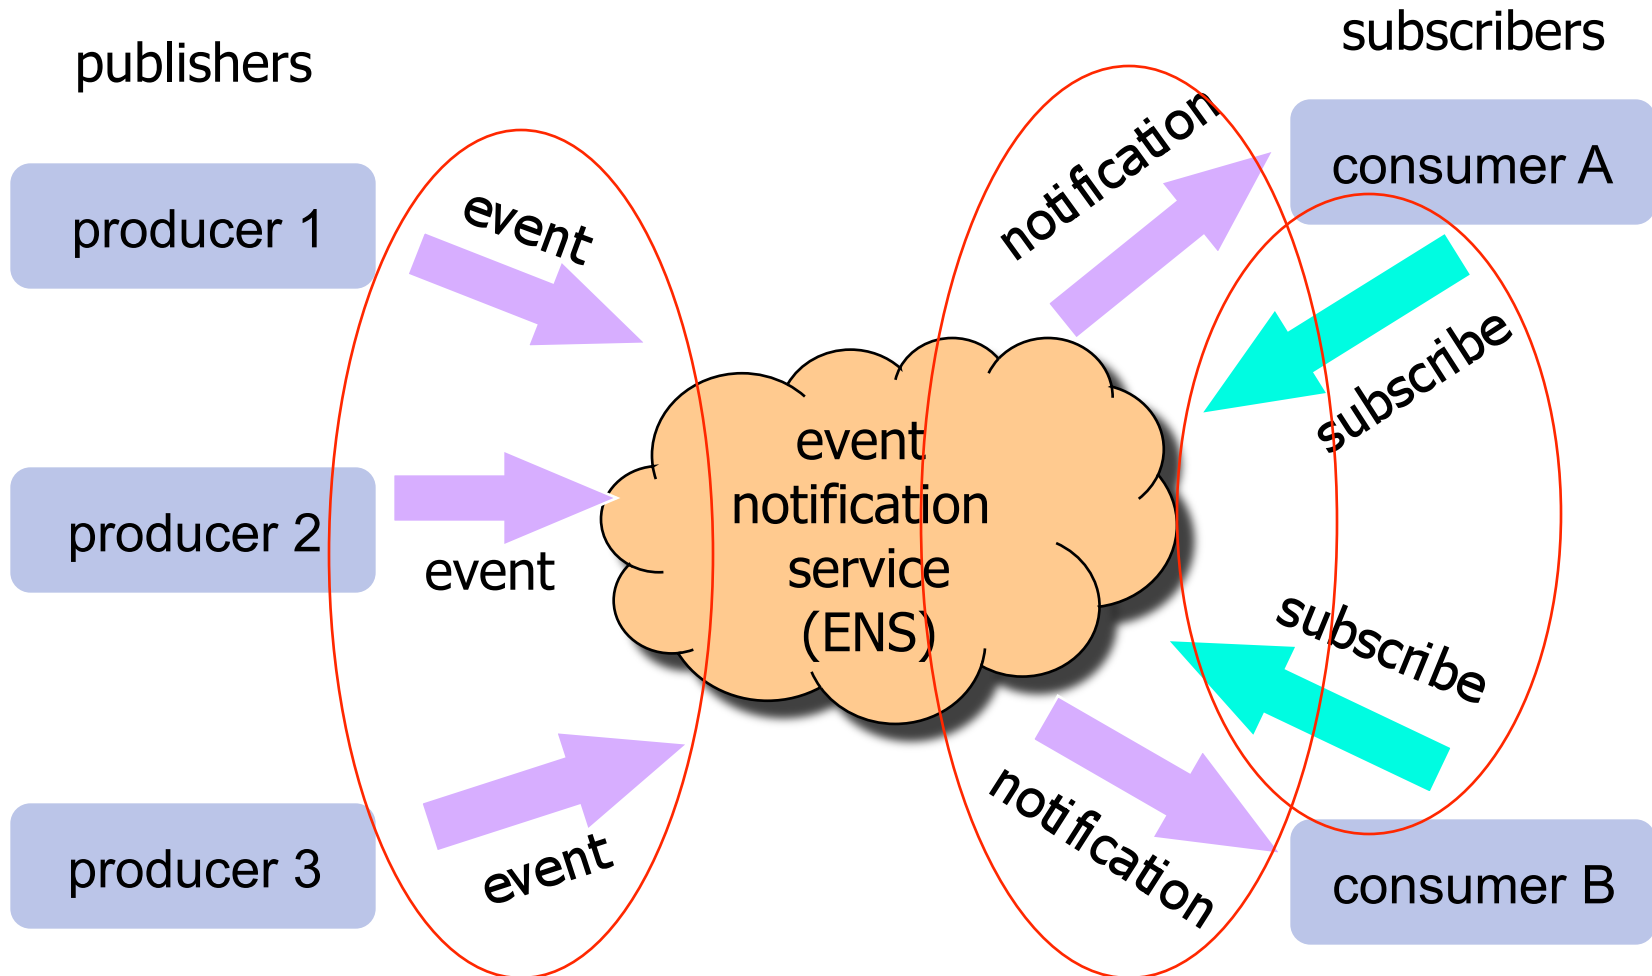 publishers
subscribers
producer 1
event
notification
consumer A
subscribe
event
notification
service
(ENS)
producer 2
event
subscribe
producer 3
event
notification
consumer B